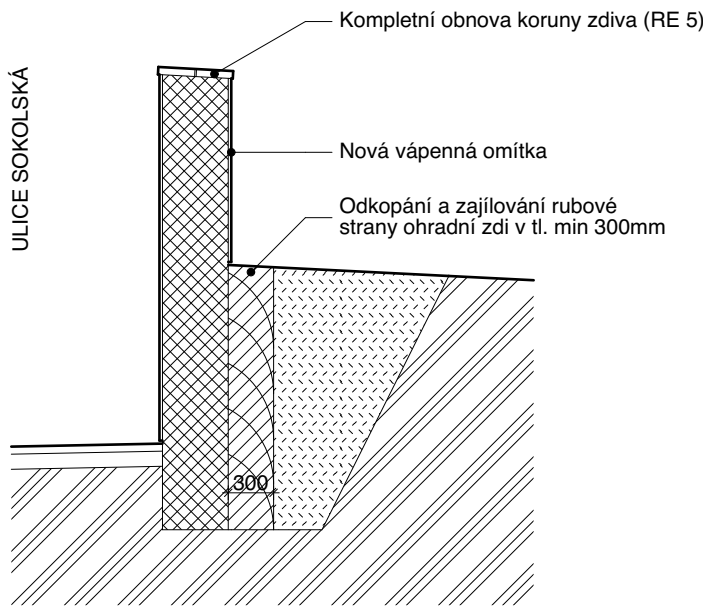 Kompletní obnova koruny zdiva (RE 5)
ULICE SOKOLSKÁ
Nová vápenná omítka
Odkopání a zajílování rubové
strany ohradní zdi v tl. min 300mm
300